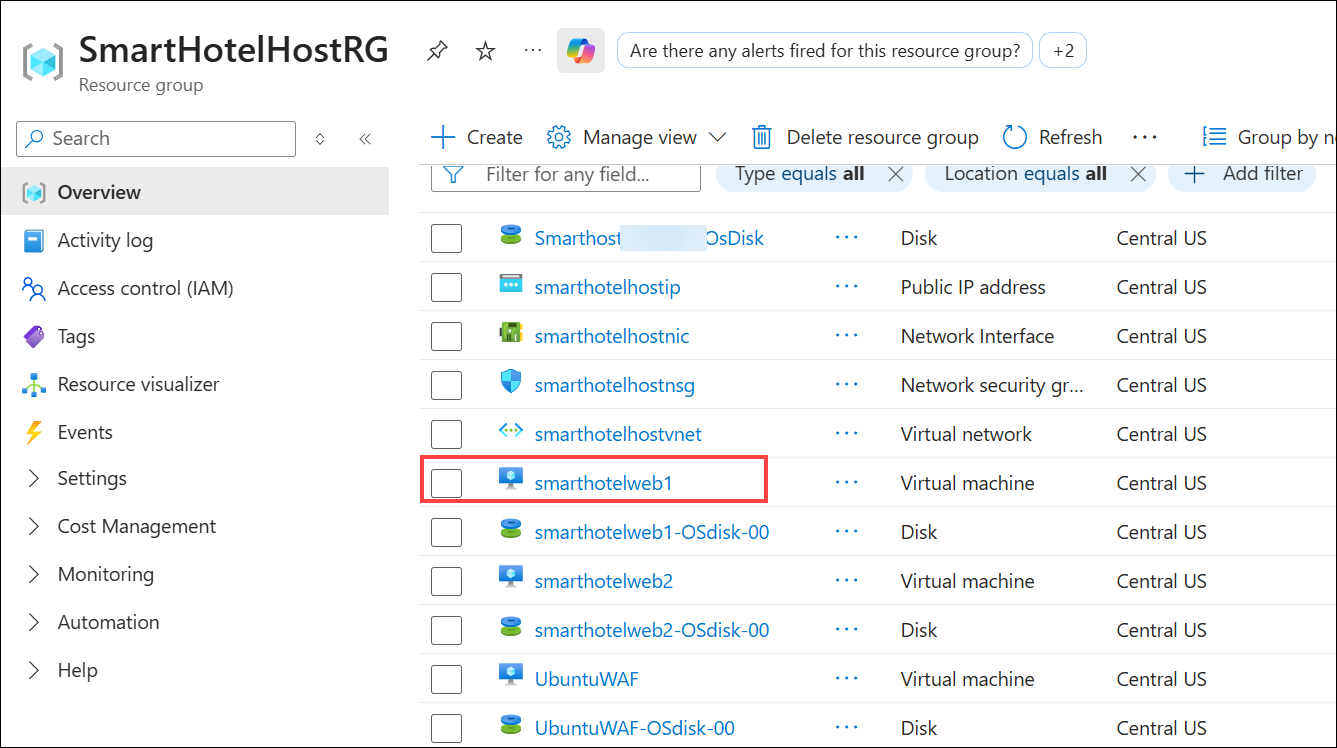 SmartHotelHostRG
Resource group
Are there any alerts fired for this resource group?
+2
Search
Create
Manage view
Delete resource group
Refresh
Group by n
Overview
Activity log
Access control (IAM)
Tags
Resource visualizer
Events
Settings
Cost Management
Monitoring
Automation
Help
Filter for any field...
Type equals all
Location equals all
Add filter
Smarthost OsDisk Disk Central US
smarthotelhostip Public IP address Central US
smarthotelhostnic Network Interface Central US
smarthotelhostnsg Network security gr... Central US
smarthotelhostvnet Virtual network Central US
smarthotelweb1 Virtual machine Central US
smarthotelweb1-OSdisk-00 Disk Central US
smarthotelweb2 Virtual machine Central US
smarthotelweb2-OSdisk-00 Disk Central US
UbuntuWAF Virtual machine Central US
UbuntuWAF-OSdisk-00 Disk Central US